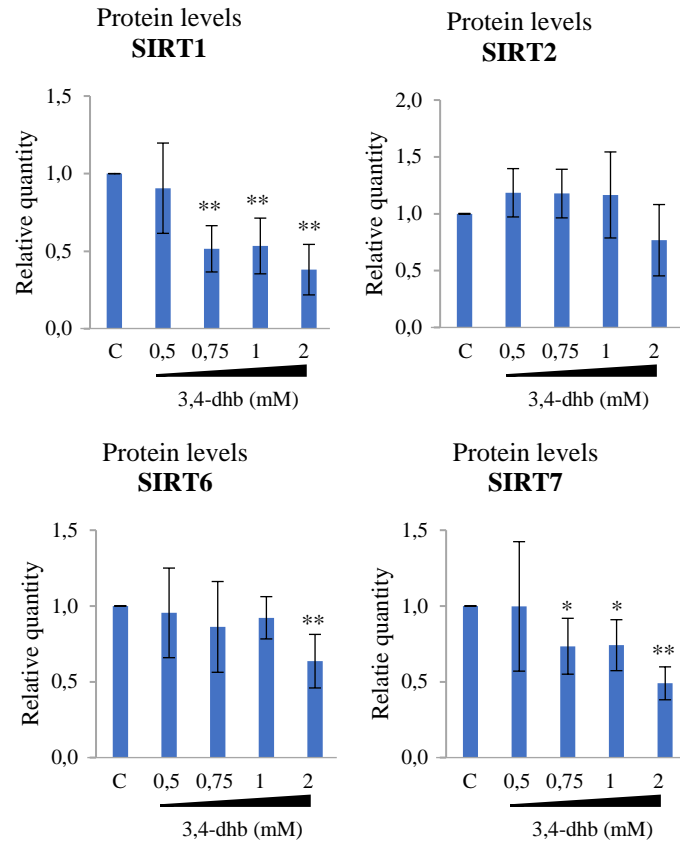 Protein levels
SIRT1
Relative quantity
1,5
1,0
0,5
0,0
**
**
**
C 0,5 0,75 1 2
3,4-dhb (mM)
Protein levels
SIRT2
Relative quantity
2,0
1,5
1,0
0,5
0,0
C 0,5 0,75 1 2
3,4-dhb (mM)
Protein levels
SIRT6
Relative quantity
1,5
1,0
0,5
0,0
**
C 0,5 0,75 1 2
3,4-dhb (mM)
Protein levels
SIRT7
Relatie quantity
1,5
1,0
0,5
0,0
*
*
**
C 0,5 0,75 1 2
3,4-dhb (mM)